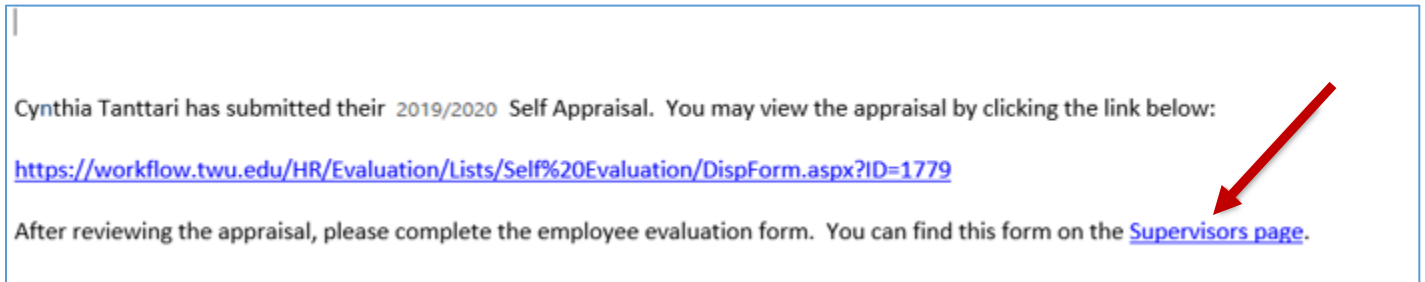 Cynthia Tanttari has submitted their 2019/2020 Self Appraisal. You may view the appraisal by clicking the link below:
https://workflow.twu.edu/HR/Evaluation/Lists/Self%20Evaluation/DispForm.aspx?ID=1779
After reviewing the appraisal, please complete the employee evaluation form. You can find this form on the Supervisors page.